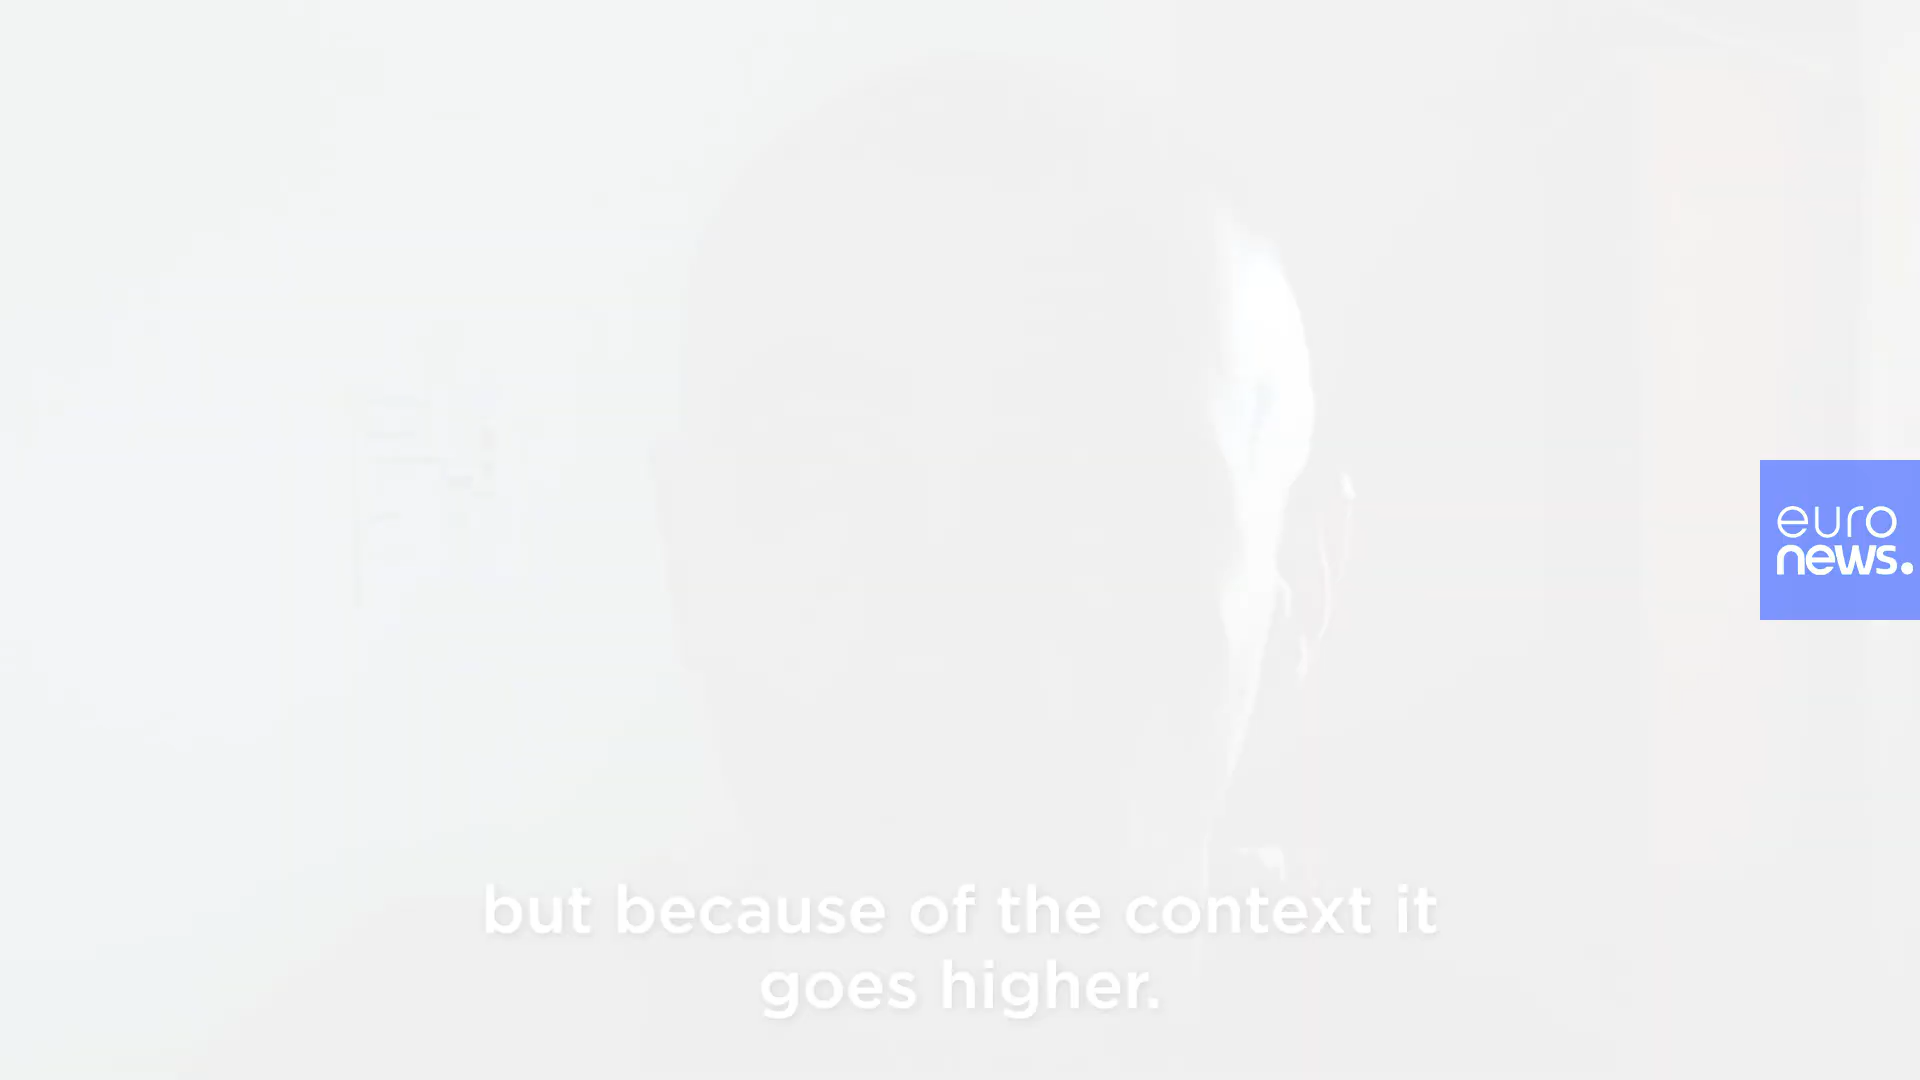 euro
news.
but because of the context it
goes higher.